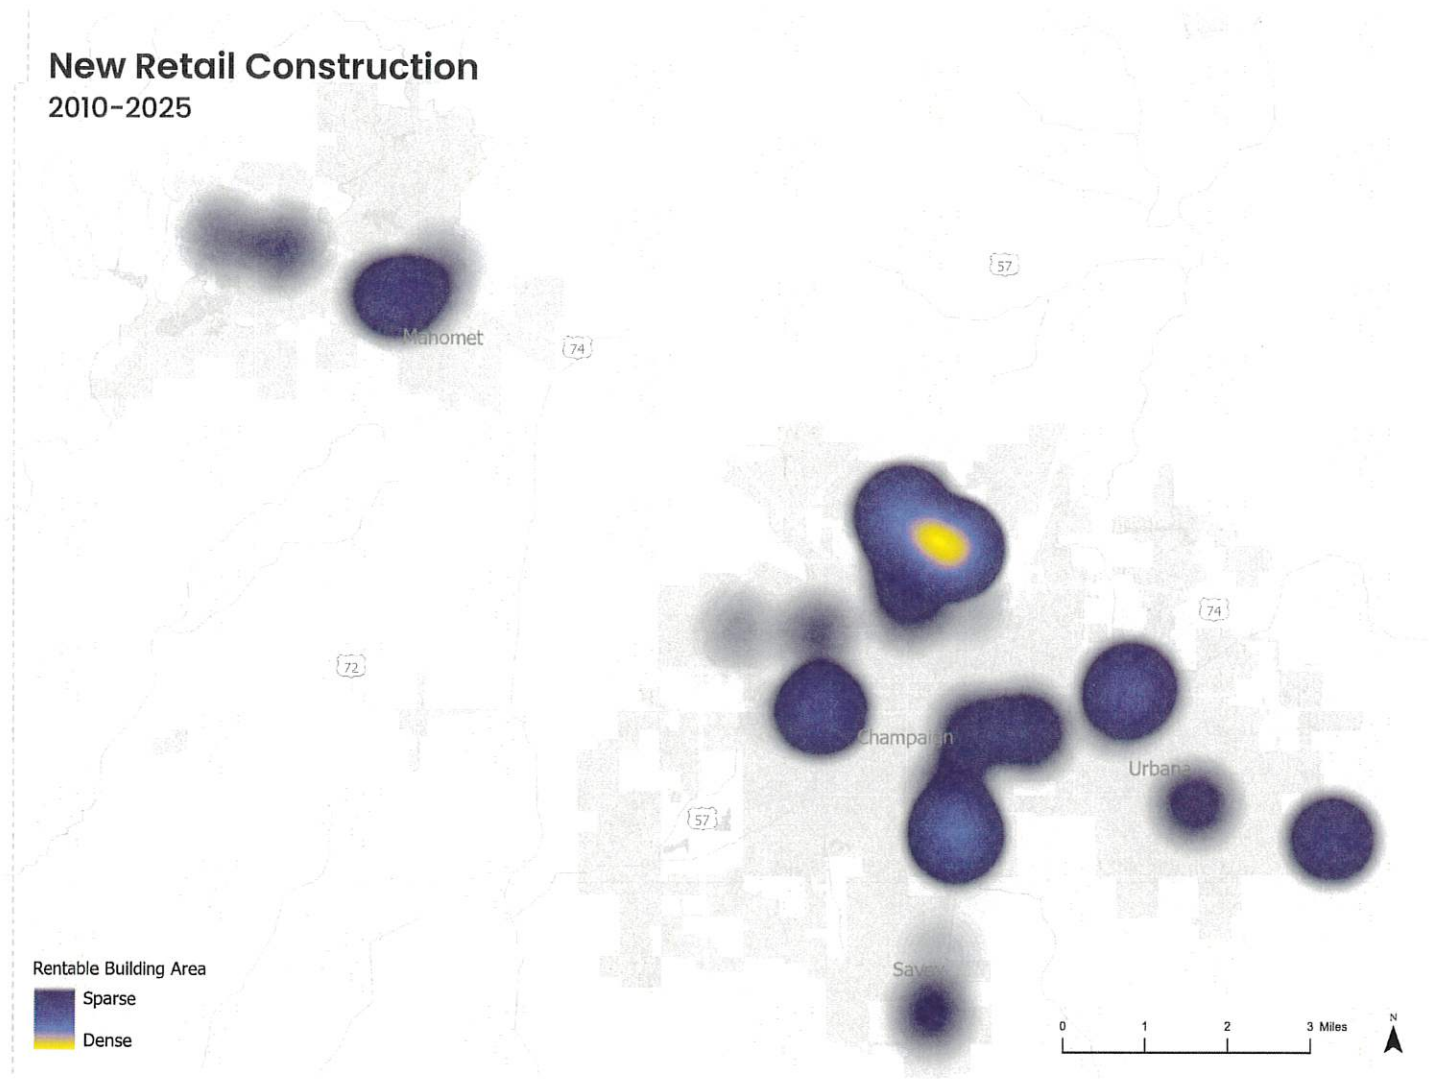 New Retail Construction
2010-2025
57
Mahomet
74
74
72
Champaign
Urbana
57
Savoy
Rentable Building Area
Sparse
Dense
0 1 2 3 Miles
N